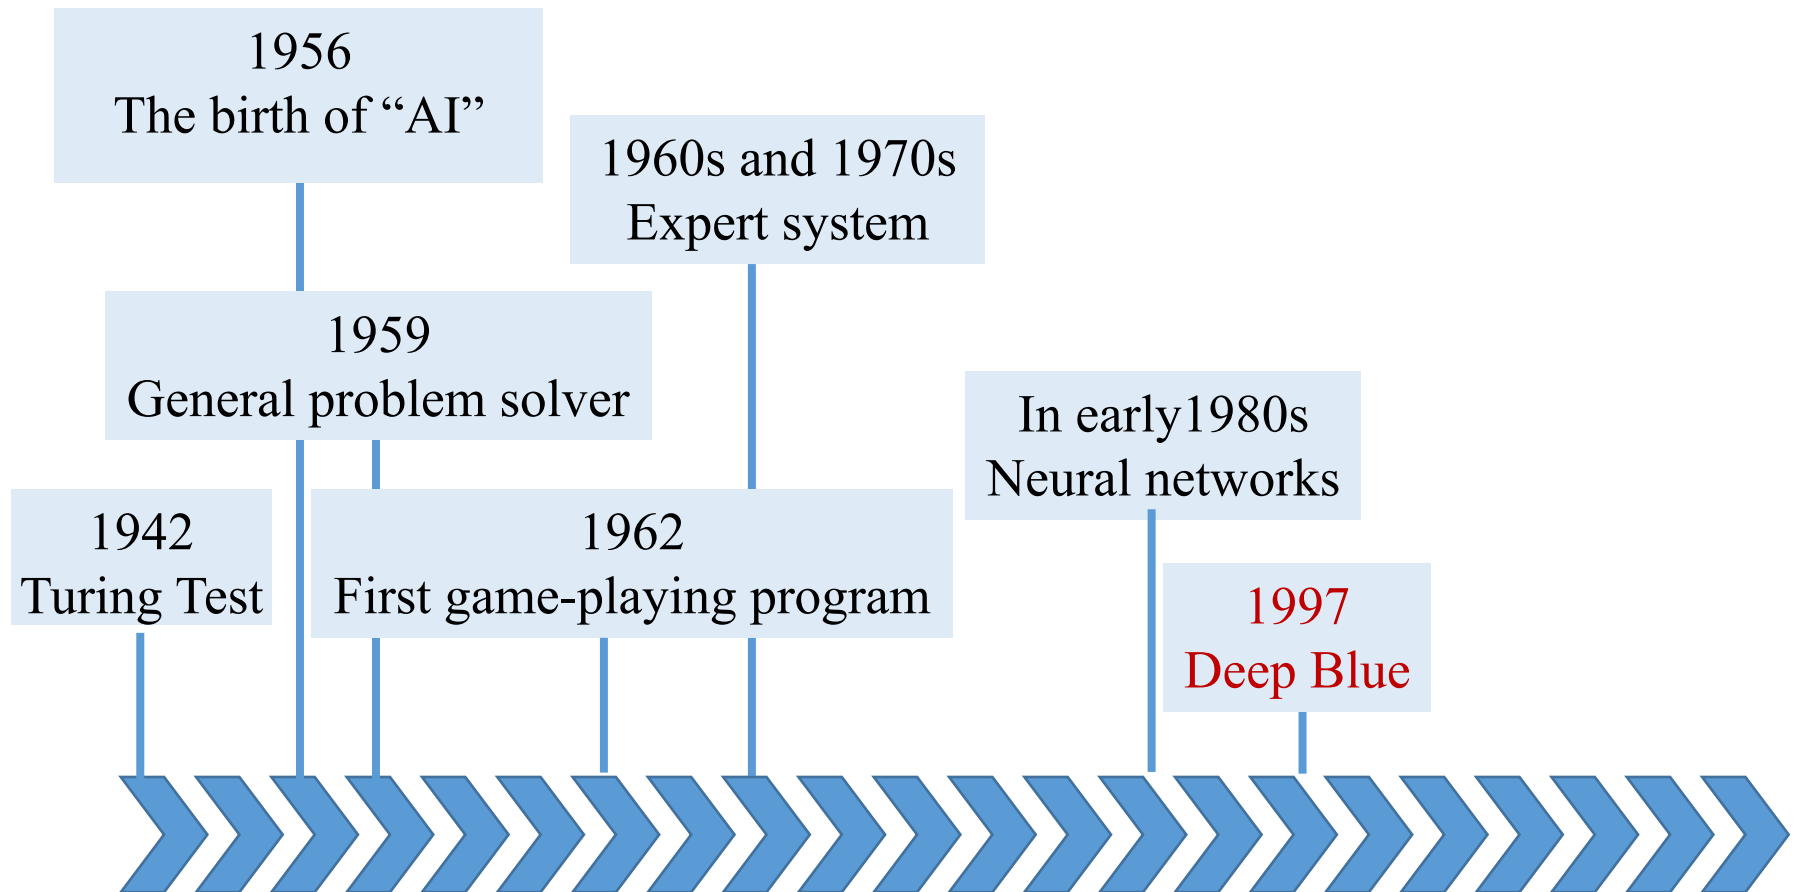 1956
The birth of “AI”
1960s and 1970s
Expert system
1959
General problem solver
In early1980s
Neural networks
1942
Turing Test
1962
First game-playing program
1997
Deep Blue